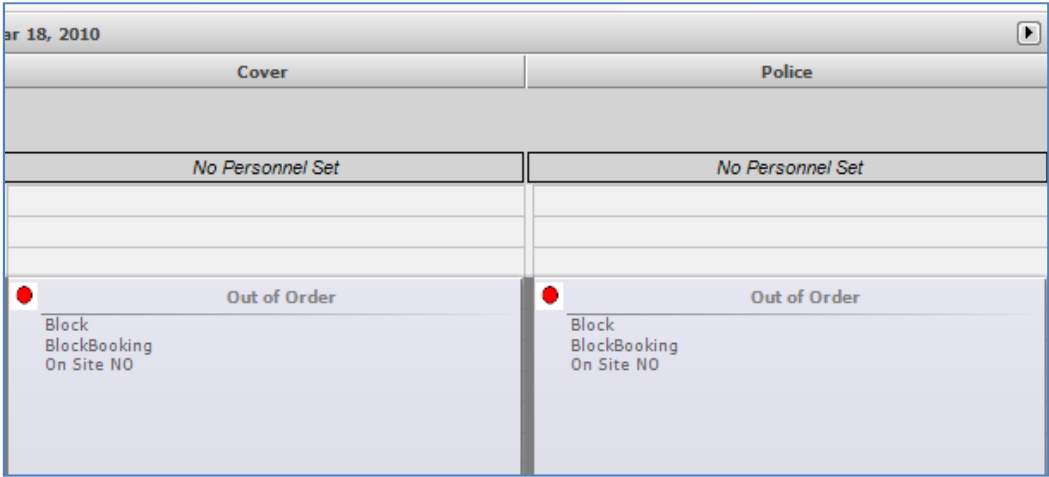 ar 18, 2010
Cover
Police
No Personnel Set
No Personnel Set
Out of Order
Block
BlockBooking
On Site NO
Out of Order
Block
BlockBooking
On Site NO